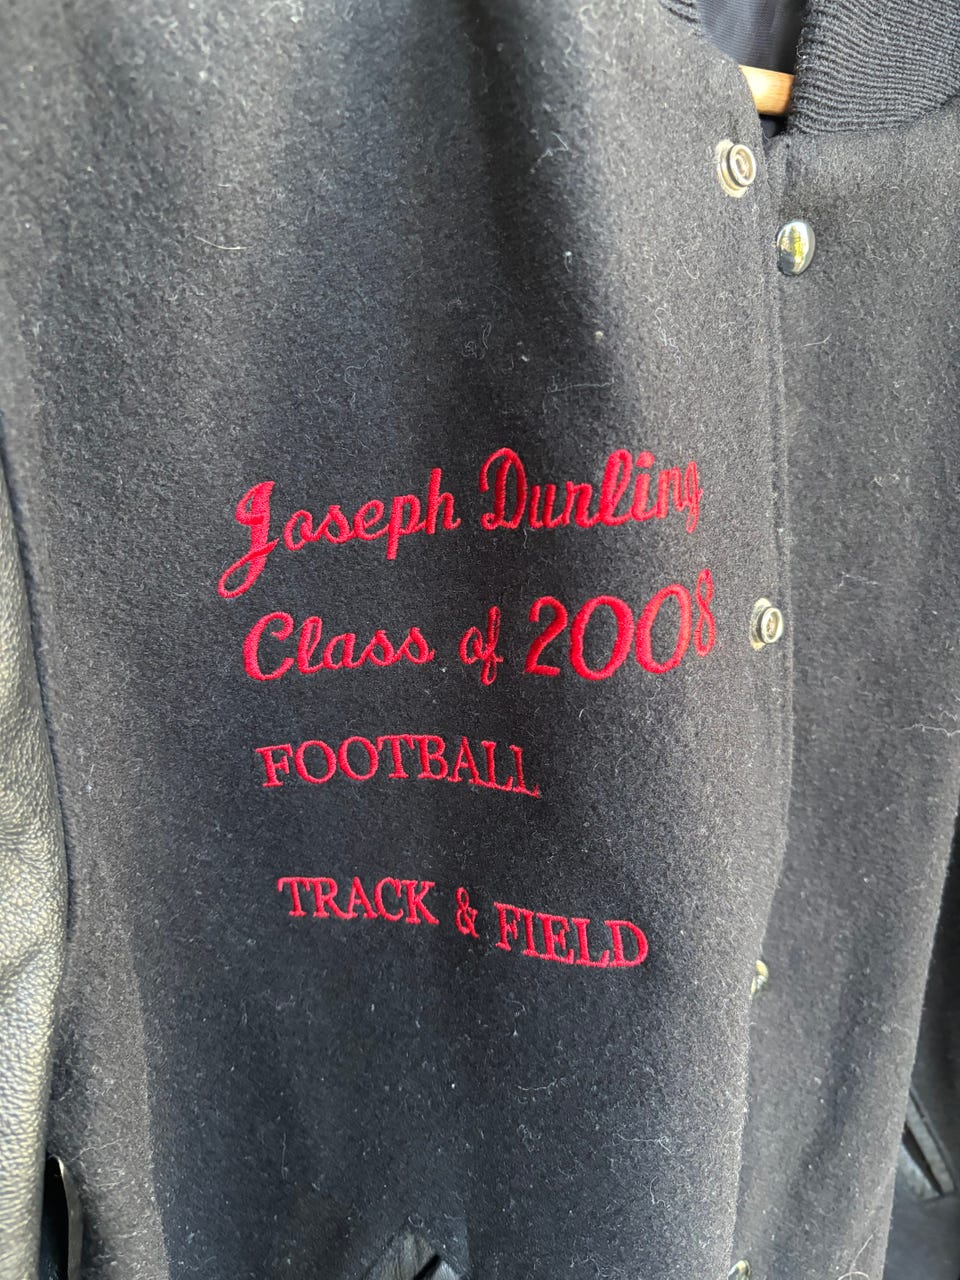 Joseph Durling
Class of 2008
FOOTBALL
TRACK & FIELD